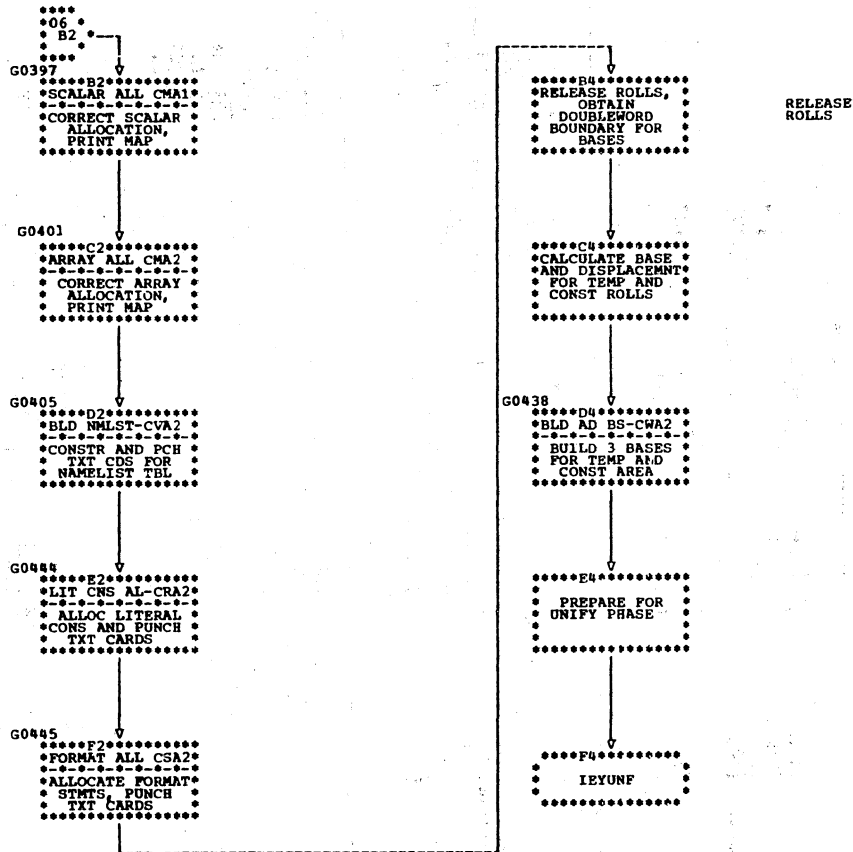 06
B2
G0397
B2
SCALAR ALL CMA1
CORRECT SCALAR
ALLOCATION,
PRINT MAP
G0401
C2
ARRAY ALL CMA2
CORRECT ARRAY
ALLOCATION,
PRINT MAP
G0405
D2
BLD NMLST-CVA2
CONSTR AND PCH
TXT CDS FOR
NAMELIST TBL
G0444
E2
LIT CNS AL-CRA2
ALLOC LITERAL
CONS AND PUNCH
TXT CARDS
G0445
F2
FORMAT ALL CSA2
ALLOCATE FORMAT
STMTS, PUNCH
TXT CARDS
B4
RELEASE ROLLS,
OBTAIN
DOUBLEWORD
BOUNDARY FOR
BASES
RELEASE
ROLLS
C4
CALCULATE BASE
AND DISPLACEMNT
FOR TEMP AND
CONST ROLLS
G0438
D4
BLD AD BS-CWA2
BUILD 3 BASES
FOR TEMP AND
CONST AREA
E4
PREPARE FOR
UNIFY PHASE
F4
IEYUNF